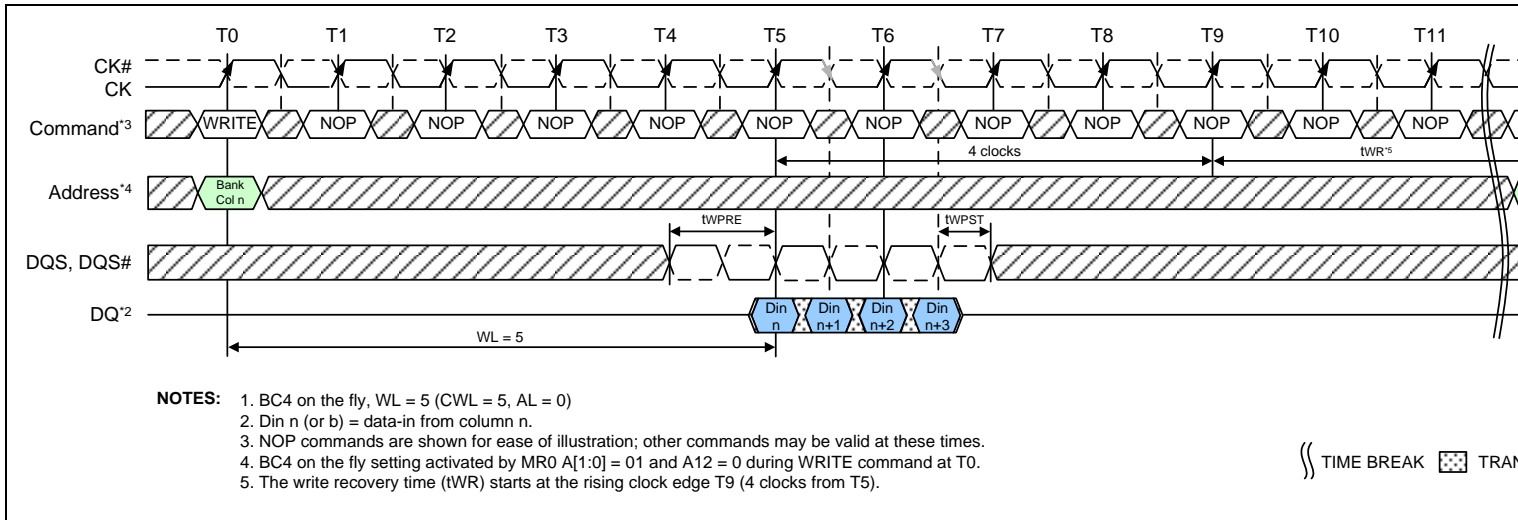 T0 T1 T2 T3 T4 T5 T6 T7 T8 T9 T10 T11
CK#
CK
Command*3 WRITE NOP NOP NOP NOP NOP NOP NOP NOP NOP NOP NOP
4 clocks tWR*5
Address*4 Bank Col n
tWPRE tWPST
DQS, DQS#
DQ*2 Din n Din n+1 Din n+2 Din n+3
WL = 5
NOTES: 1. BC4 on the fly, WL = 5 (CWL = 5, AL = 0)
2. Din n (or b) = data-in from column n.
3. NOP commands are shown for ease of illustration; other commands may be valid at these times.
4. BC4 on the fly setting activated by MR0 A[1:0] = 01 and A12 = 0 during WRITE command at T0.
5. The write recovery time (tWR) starts at the rising clock edge T9 (4 clocks from T5).
TIME BREAK TRAN